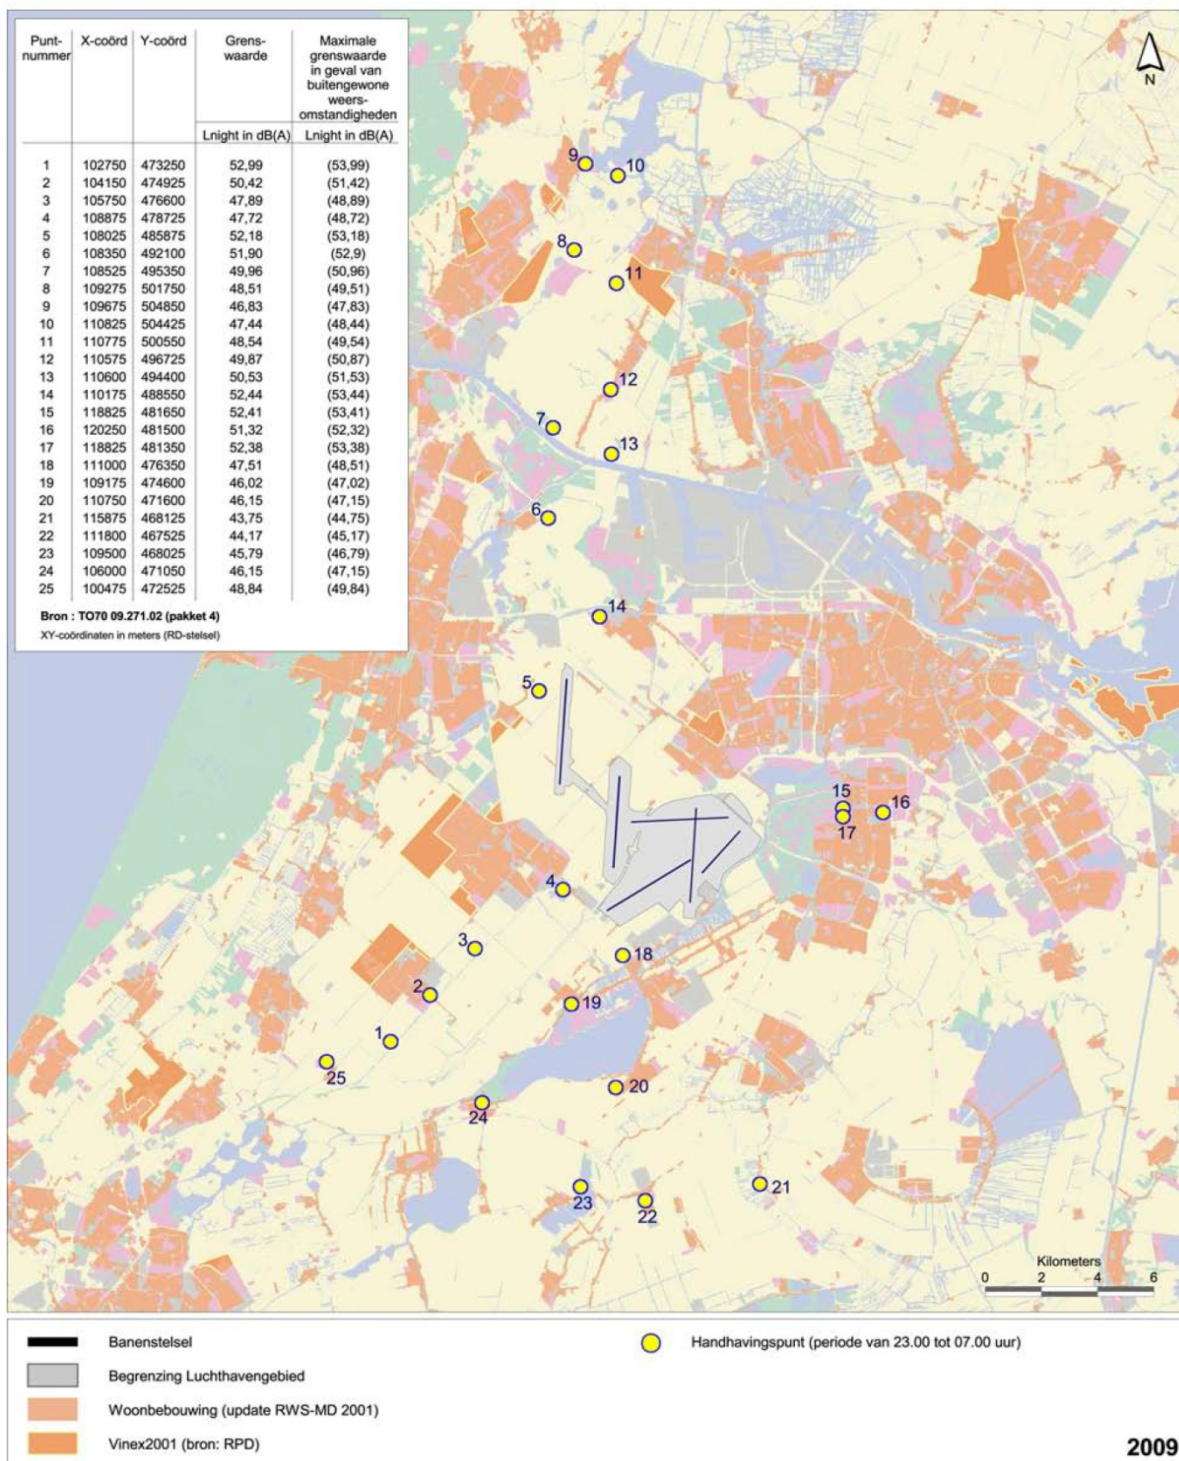 Punt-
nummer
X-coörd
Y-coörd
Grens-
waarde
Maximale
grenswaarde
in geval van
buitengewone
weers-
omstandigheden
Lnight in dB(A)
Lnight in dB(A)
1 102750 473250 52,99 (53,99)
2 104150 474925 50,42 (51,42)
3 105750 476600 47,89 (48,89)
4 108875 478725 47,72 (48,72)
5 108025 485875 52,18 (53,18)
6 108350 492100 51,90 (52,9)
7 108525 495350 49,96 (50,96)
8 109275 501750 48,51 (49,51)
9 109675 504850 46,83 (47,83)
10 110825 504425 47,44 (48,44)
11 110775 500550 48,54 (49,54)
12 110575 496725 49,87 (50,87)
13 110600 494400 50,53 (51,53)
14 110175 488550 52,44 (53,44)
15 118825 481650 52,41 (53,41)
16 120250 481500 51,32 (52,32)
17 118825 481350 52,38 (53,38)
18 111000 476350 47,51 (48,51)
19 109175 474600 46,02 (47,02)
20 110750 471600 46,15 (47,15)
21 115875 468125 43,75 (44,75)
22 111800 467525 44,17 (45,17)
23 109500 468025 45,79 (46,79)
24 106000 471050 46,15 (47,15)
25 100475 472525 48,84 (49,84)
Bron : TO70 09.271.02 (pakket 4)
XY-coördinaten in meters (RD-stelsel)
N
9
10
8
11
12
7
13
6
14
5
15
16
17
4
3
18
2
19
1
25
20
24
21
23
22
Kilometers
0 2 4 6
Banenstelsel
Handhavingspunt (periode van 23.00 tot 07.00 uur)
Begrenzing Luchthavengebied
Woonbebouwing (update RWS-MD 2001)
Vinex2001 (bron: RPD)
2009